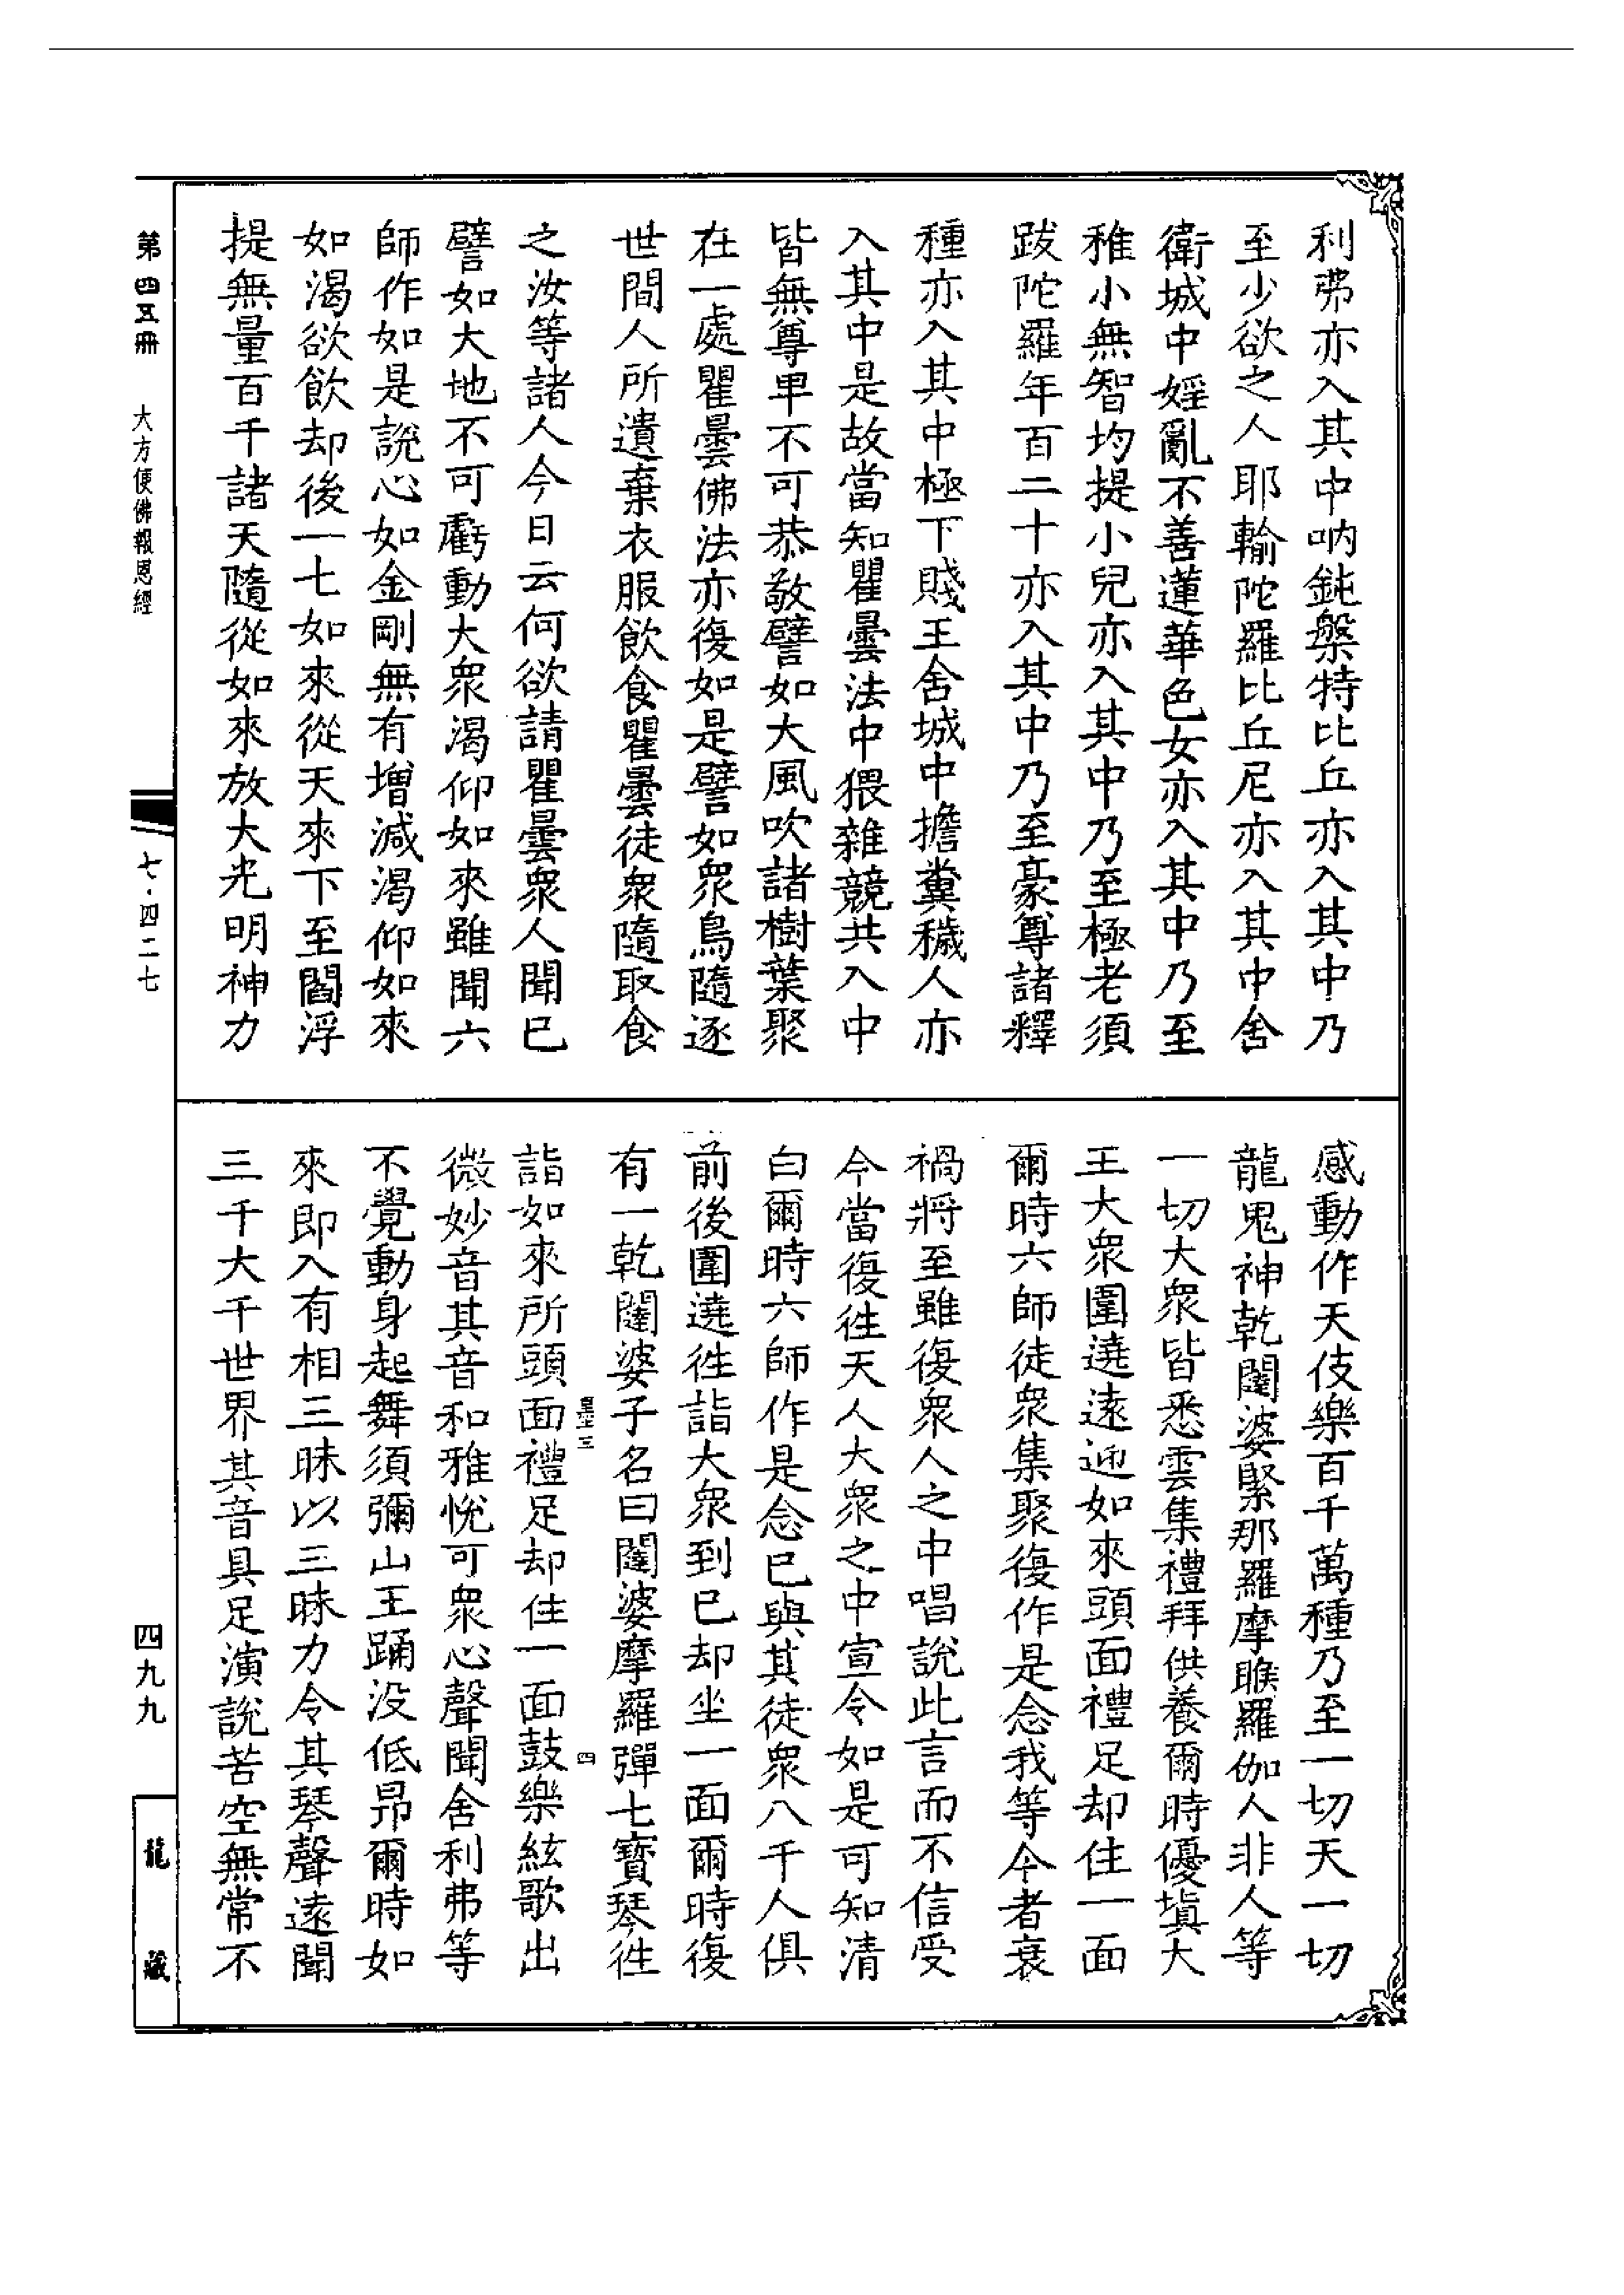 利弗亦入其中呐鈍槃特比丘亦入其中乃
至少欲之人耶輸陀羅比丘尼亦入其中舍
衛城中婬亂不善蓮華色女亦入其中乃至
稚小無智均提小兒亦入其中乃至極老須
跋陀羅年百二十亦入其中乃至豪尊諸釋
種亦入其中極下賤王舍城中擔糞穢人亦
入其中是故當知瞿曇法中猥雜競共入中
皆無尊卑不可恭敬譬如大風吹諸樹葉聚
在一處瞿曇佛法亦復如是譬如眾鳥隨逐
世間人所遺棄衣服飲食瞿曇徒眾隨取食
之汝等諸人今日云何欲請瞿曇眾人聞已
譬如大地不可虧動大眾渴仰如來雖聞六
師作如是說心如金剛無有增減渴仰如來
如渴欲飲却後一七如來從天來下至閻浮
提無量百千諸天隨從如來放大光明神力
感動作天伎樂百千萬種乃至一切天一切
龍鬼神乾闥婆緊那羅摩睺羅伽人非人等
一切大眾皆悉雲集禮拜供養爾時優填大
王大眾圍遶遠迎如來頭面禮足却住一面
爾時六師徒眾集聚復作是念我等今者衰
禍將至雖復眾人之中唱說此言而不信受
今當復往天人大眾之中宣令如是可知清
白爾時六師作是念已與其徒眾八千人俱
前後圍遶往詣大眾到已却坐一面爾時復
有一乾闥婆子名曰闥婆摩羅彈七寶琴往
詣如來所頭面禮足却住一面鼓樂絃歌出
微妙音其音和雅悅可眾心聲聞舍利弗等
不覺動身起舞須彌山王踊没低昂爾時如
來即入有相三昧以三昧力令其琴聲遠聞
三千大千世界其音具足演說苦空無常不
墨三
四
第四五冊 大方便佛報恩經
七·四二七
四九九
龍藏